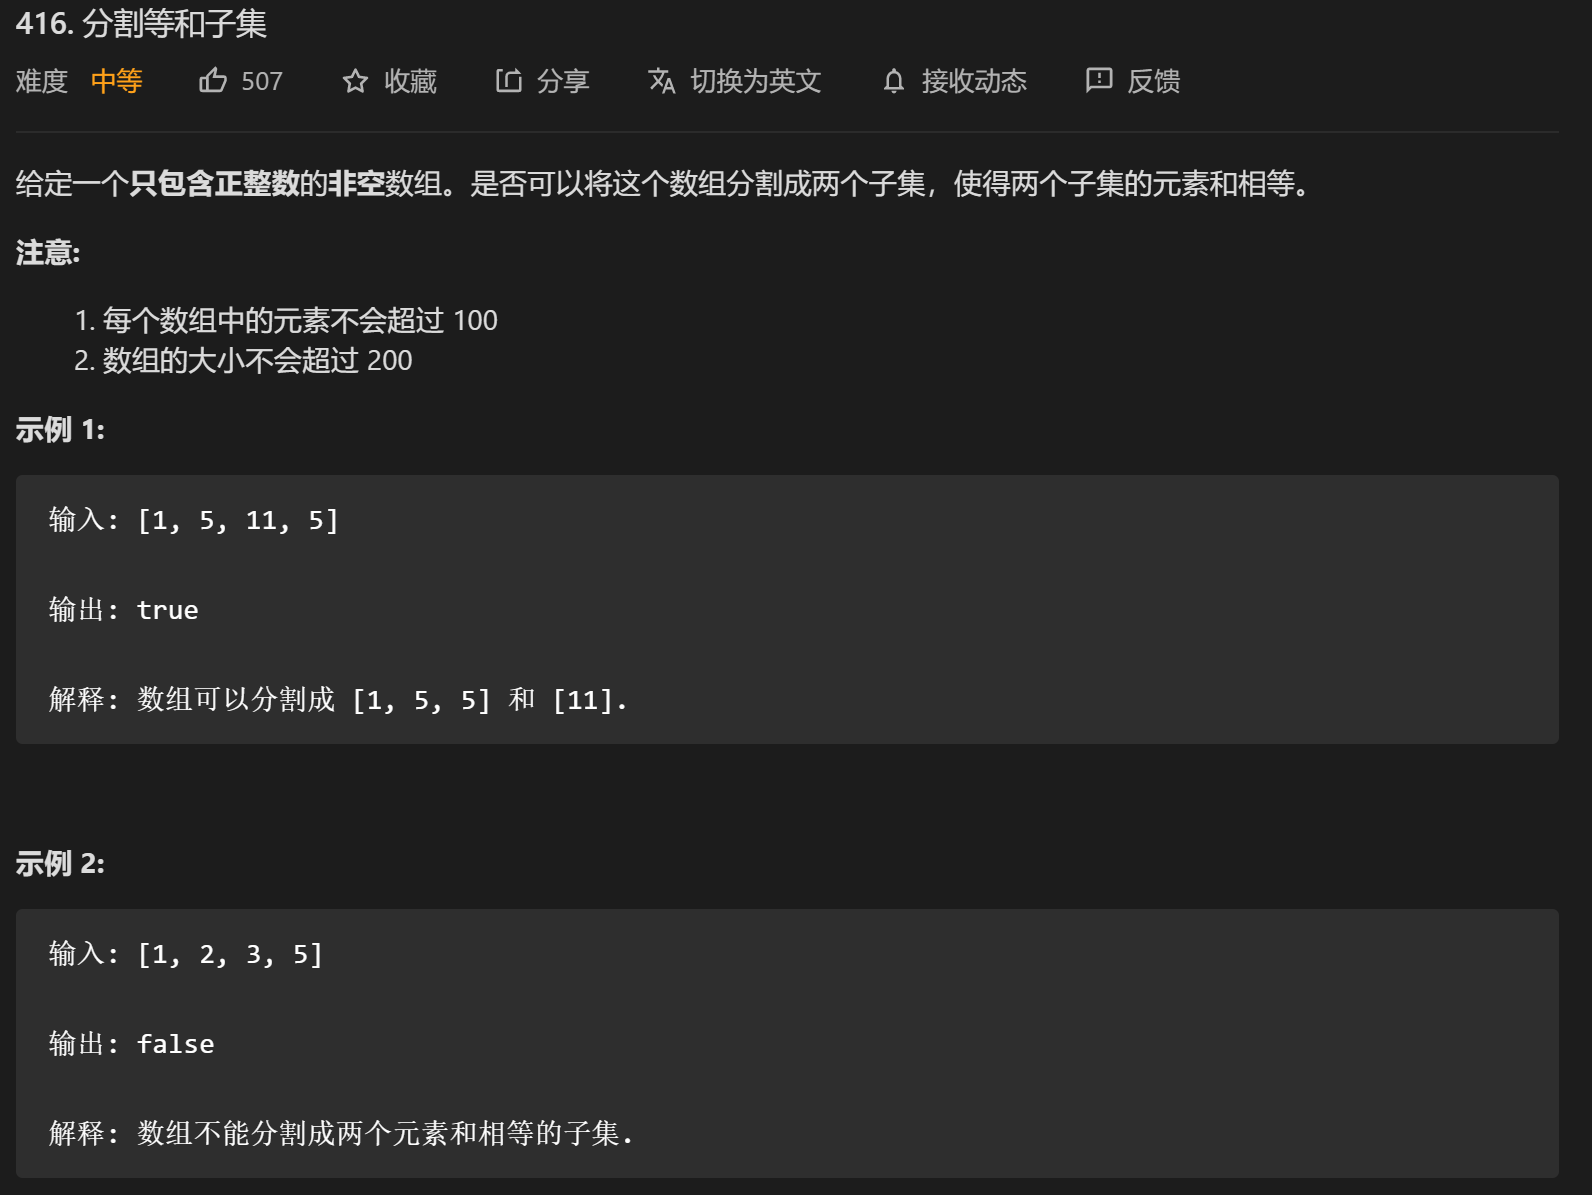 416. 分割等和子集
难度 中等 507 收藏 分享 切换为英文 接收动态 反馈
给定一个只包含正整数的非空数组。是否可以将这个数组分割成两个子集，使得两个子集的元素和相等。
注意:
1. 每个数组中的元素不会超过 100
2. 数组的大小不会超过 200
示例 1:
输入: [1, 5, 11, 5]
输出: true
解释: 数组可以分割成 [1, 5, 5] 和 [11].
示例 2:
输入: [1, 2, 3, 5]
输出: false
解释: 数组不能分割成两个元素和相等的子集.